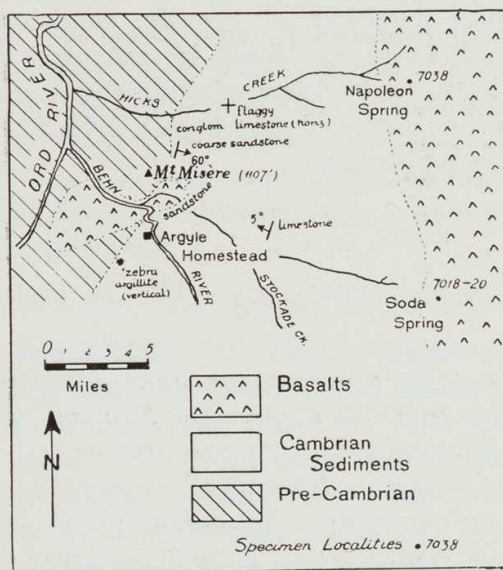 ORD RIVER
HICKS
CREEK
7038
Napoleon
Spring
flaggy
conglom limestone (horiz)
coarse sandstone
60°
Mt Misere (1107')
BEHN
RIVER
sandstone
Argyle
Homestead
zebra
argillite
(vertical)
5°
limestone
STOCKADE CK.
7018-20
Soda
Spring
0 1 2 3 4 5
Miles
N
Basalts
Cambrian
Sediments
Pre-Cambrian
Specimen Localities • 7038